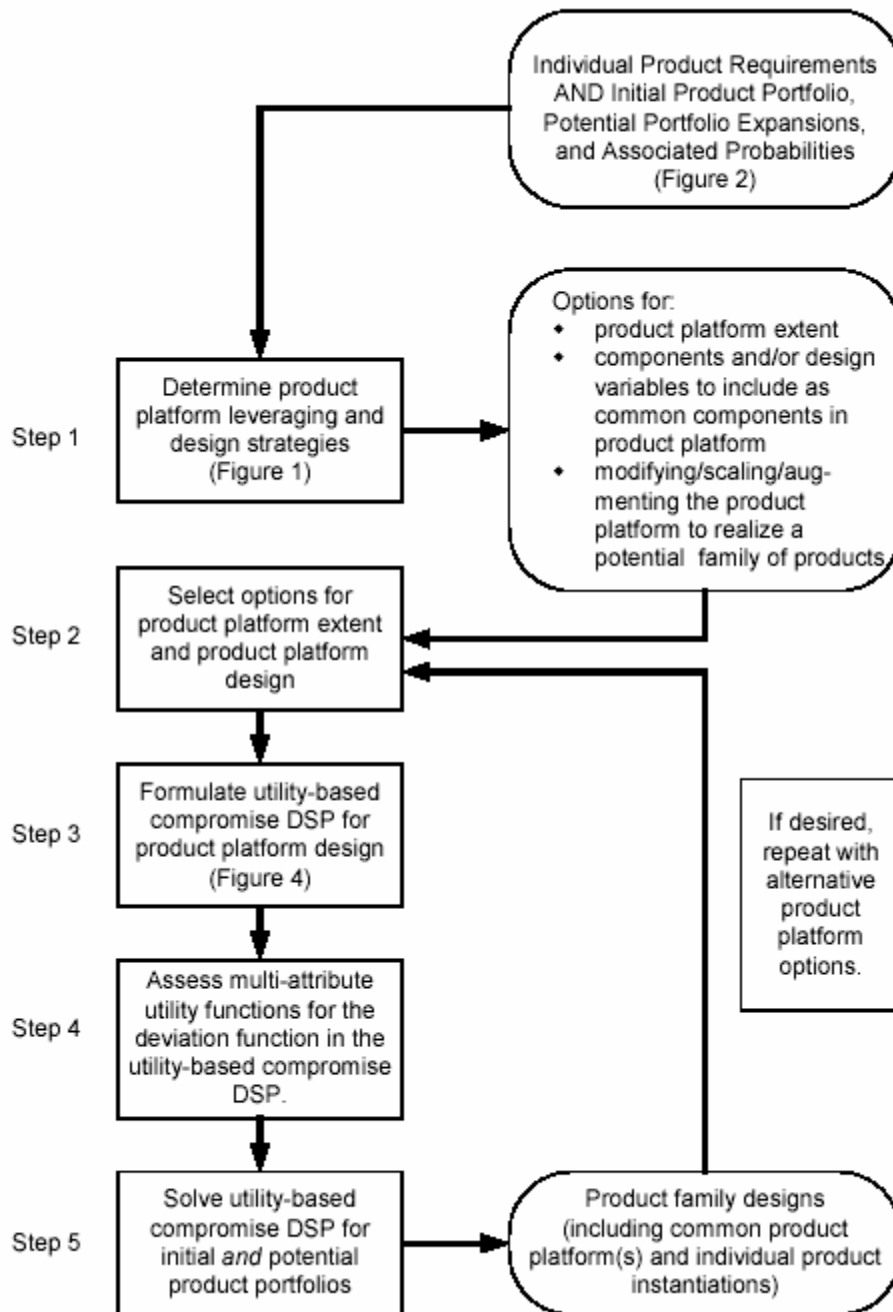 Individual Product Requirements
AND Initial Product Portfolio,
Potential Portfolio Expansions,
and Associated Probabilities
(Figure 2)
Options for:
◆ product platform extent
◆ components and/or design
variables to include as
common components in
product platform
◆ modifying/scaling/aug-
menting the product
platform to realize a
potential family of products
Step 1
Determine product
platform leveraging and
design strategies
(Figure 1)
Step 2
Select options for
product platform extent
and product platform
design
Step 3
Formulate utility-based
compromise DSP for
product platform design
(Figure 4)
If desired,
repeat with
alternative
product
platform
options.
Step 4
Assess multi-attribute
utility functions for the
deviation function in the
utility-based compromise
DSP.
Step 5
Solve utility-based
compromise DSP for
initial and potential
product portfolios
Product family designs
(including common product
platform(s) and individual product
instantiations)